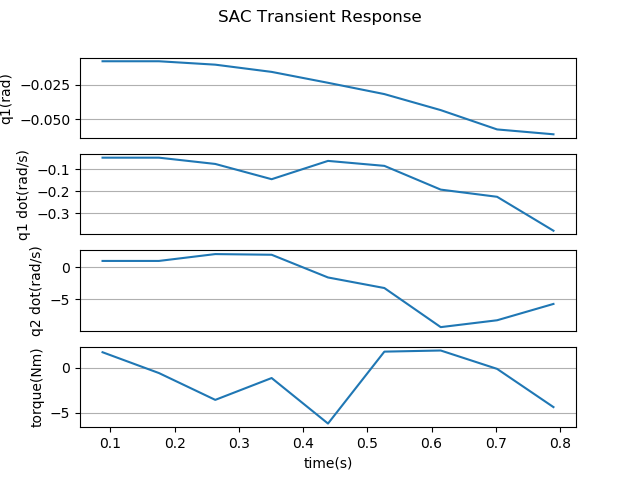 SAC Transient Response
q1(rad)
−0.025
−0.050
q1 dot(rad/s)
−0.1
−0.2
−0.3
q2 dot(rad/s)
0
−5
torque(Nm)
0
−5
0.1 0.2 0.3 0.4 0.5 0.6 0.7 0.8
time(s)